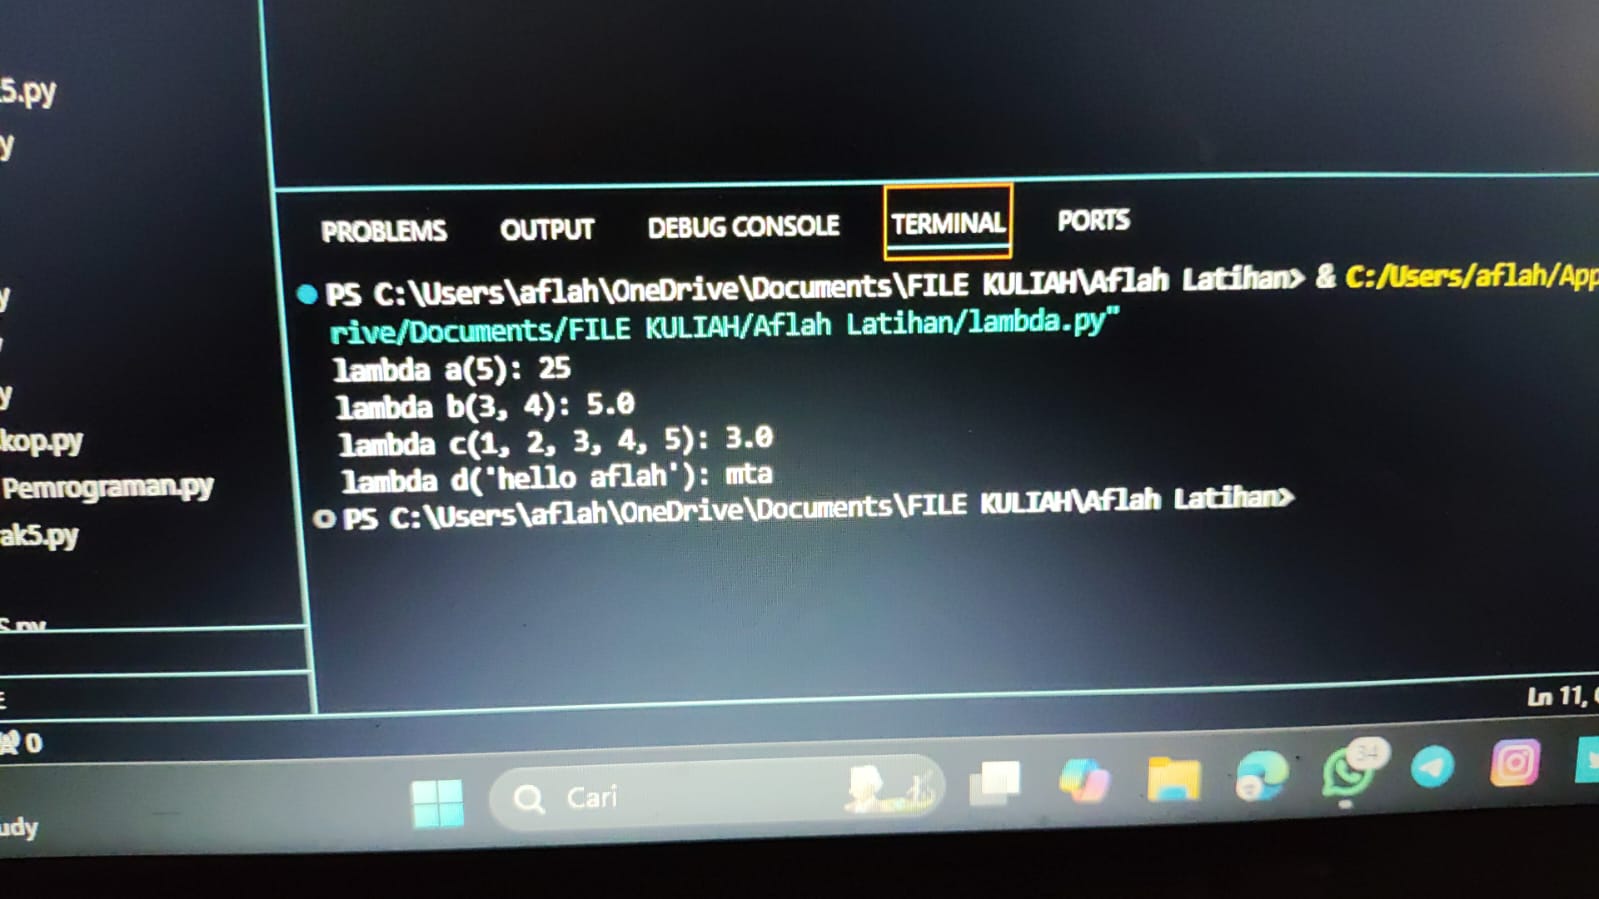 5.py
y
y
y
kop.py
Pemrograman.py
ak5.py
PROBLEMS OUTPUT DEBUG CONSOLE TERMINAL PORTS
PS C:\Users\aflah\OneDrive\Documents\FILE KULIAH\Aflah Latihan> & C:/Users/aflah/App
rive/Documents/FILE KULIAH/Aflah Latihan/lambda.py"
lambda a(5): 25
lambda b(3, 4): 5.0
lambda c(1, 2, 3, 4, 5): 3.0
lambda d('hello aflah'): mta
PS C:\Users\aflah\OneDrive\Documents\FILE KULIAH\Aflah Latihan>
Ln 11,
0
Cari
34
udy